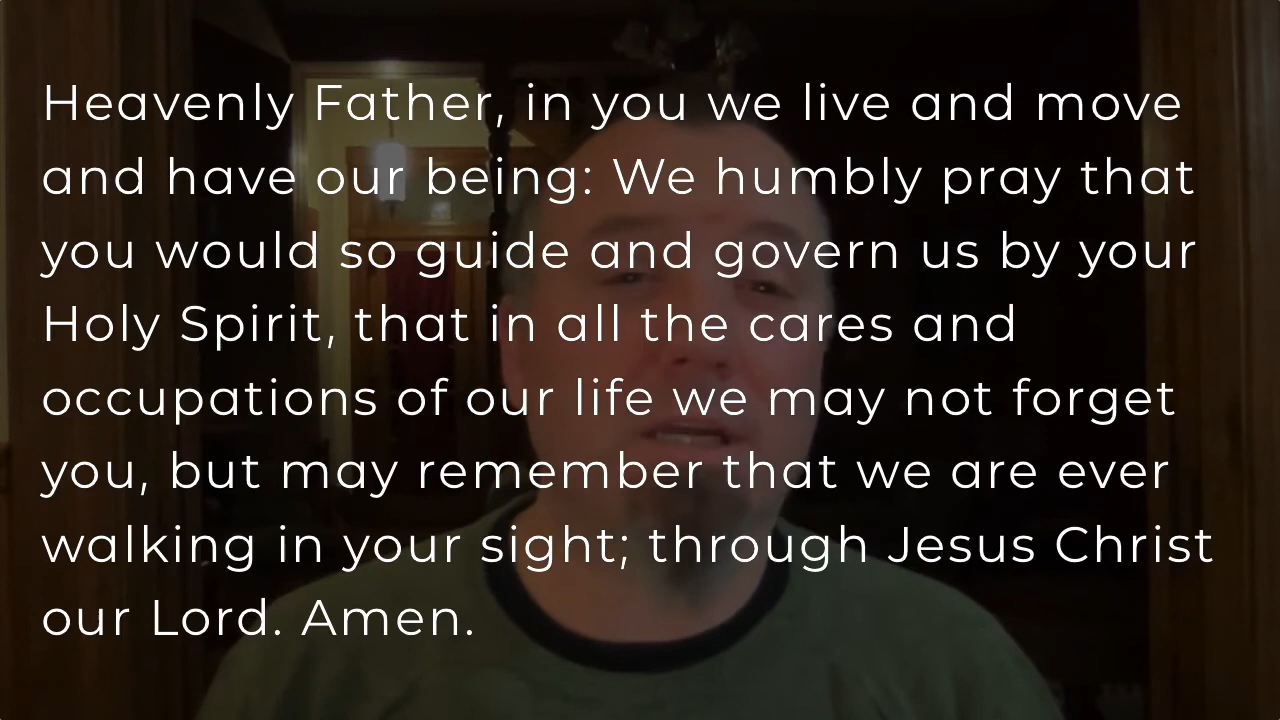 Heavenly Father, in you we live and move
and have our being: We humbly pray that
you would so guide and govern us by your
Holy Spirit, that in all the cares and
occupations of our life we may not forget
you, but may remember that we are ever
walking in your sight; through Jesus Christ
our Lord. Amen.